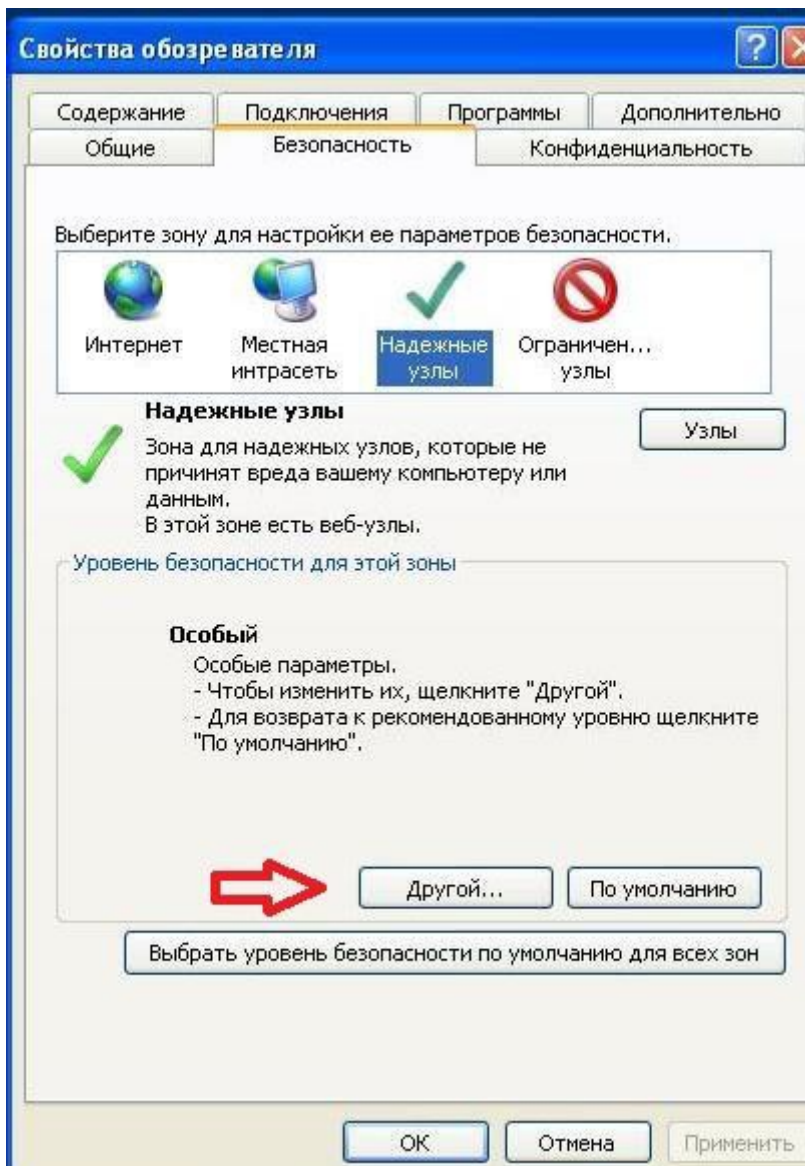 Свойства обозревателя
Содержание Подключения Программы Дополнительно
Общие Безопасность Конфиденциальность
Выберите зону для настройки ее параметров безопасности.
Интернет Местная интрасеть Надежные узлы Ограничен... узлы
Надежные узлы
Узлы
Зона для надежных узлов, которые не
причинят вреда вашему компьютеру или
данным.
В этой зоне есть веб-узлы.
Уровень безопасности для этой зоны
Особый
Особые параметры.
- Чтобы изменить их, щелкните "Другой".
- Для возврата к рекомендованному уровню щелкните
"По умолчанию".
Другой... По умолчанию
Выбрать уровень безопасности по умолчанию для всех зон
ОК Отмена Применить